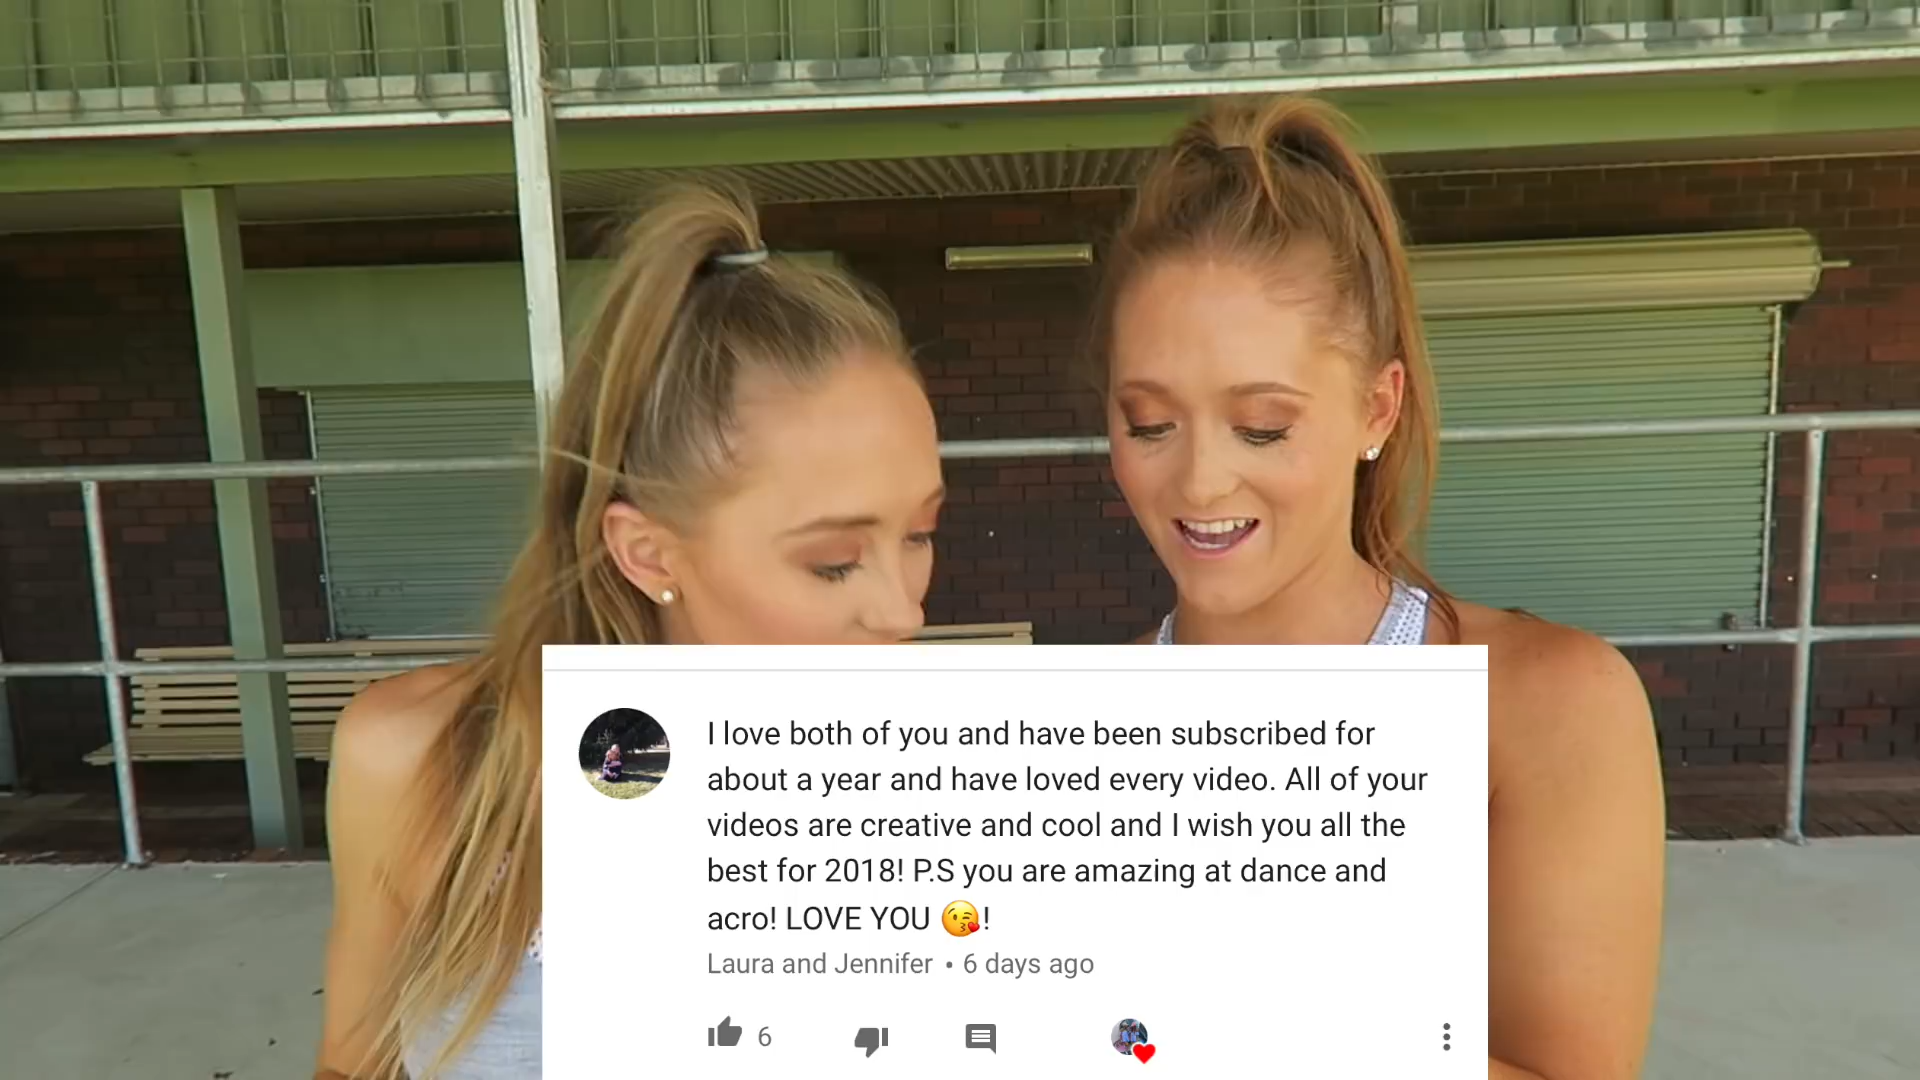 I love both of you and have been subscribed for
about a year and have loved every video. All of your
videos are creative and cool and I wish you all the
best for 2018! P.S you are amazing at dance and
acro! LOVE YOU 😘!
Laura and Jennifer • 6 days ago
6